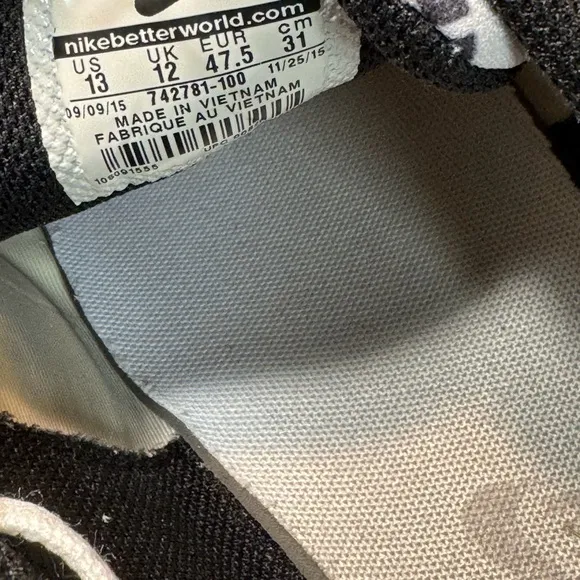 nikebetterworld.com
US UK EUR cm
13 12 47.5 31
09/09/15 742781-100 11/25/15
MADE IN VIETNAM
FABRIQUE AU VIETNAM
106091555